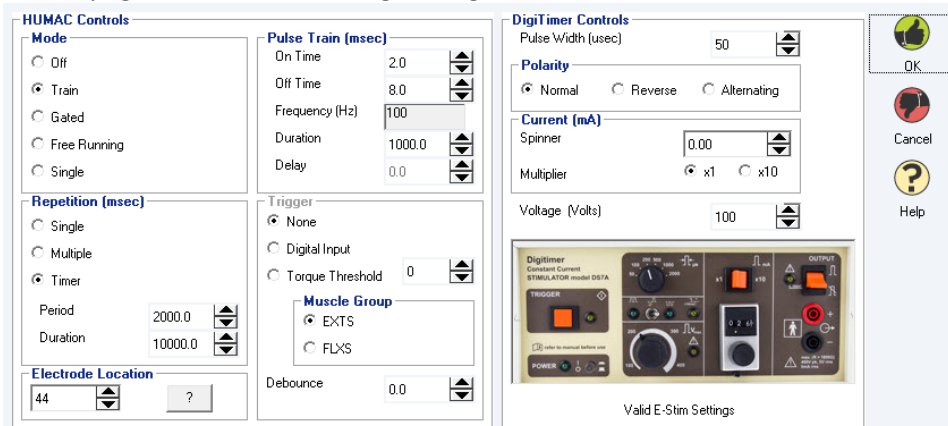 HUMAC Controls
Mode
Off
Train
Gated
Free Running
Single
Pulse Train (msec)
On Time 2.0
Off Time 8.0
Frequency (Hz) 100
Duration 1000.0
Delay 0.0
Repetition (msec)
Single
Multiple
Timer
Period 2000.0
Duration 10000.0
Trigger
None
Digital Input
Torque Threshold 0
Muscle Group
EXTS
FLXS
Debounce 0.0
Electrode Location
44 ?
DigiTimer Controls
Pulse Width (usec) 50
Polarity
Normal Reverse Alternating
Current (mA)
Spinner 0.00
Multiplier x1 x10
Voltage (Volts) 100
Digitimer
Constant Current
STIMULATOR model DS7A
TRIGGER
refer to manual before use
POWER
x1 x10
OUTPUT
Valid E-Stim Settings
OK
Cancel
? Help